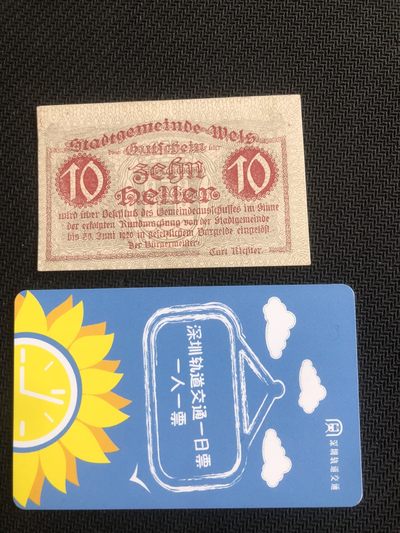 Stadtgemeinde Wels
Gutschein
10 Zehn 10
Heller
wird über Beschluß des Gemeindeausschusses im Sinne
der erfolgten Kundmachung von der Stadtgemeinde
bis 29. Juni 1920 in gesetzlichem Bargelde eingelöst
Der Bürgermeister:
Carl Richter
深圳轨道交通一日票
一人一票
深圳轨道交通